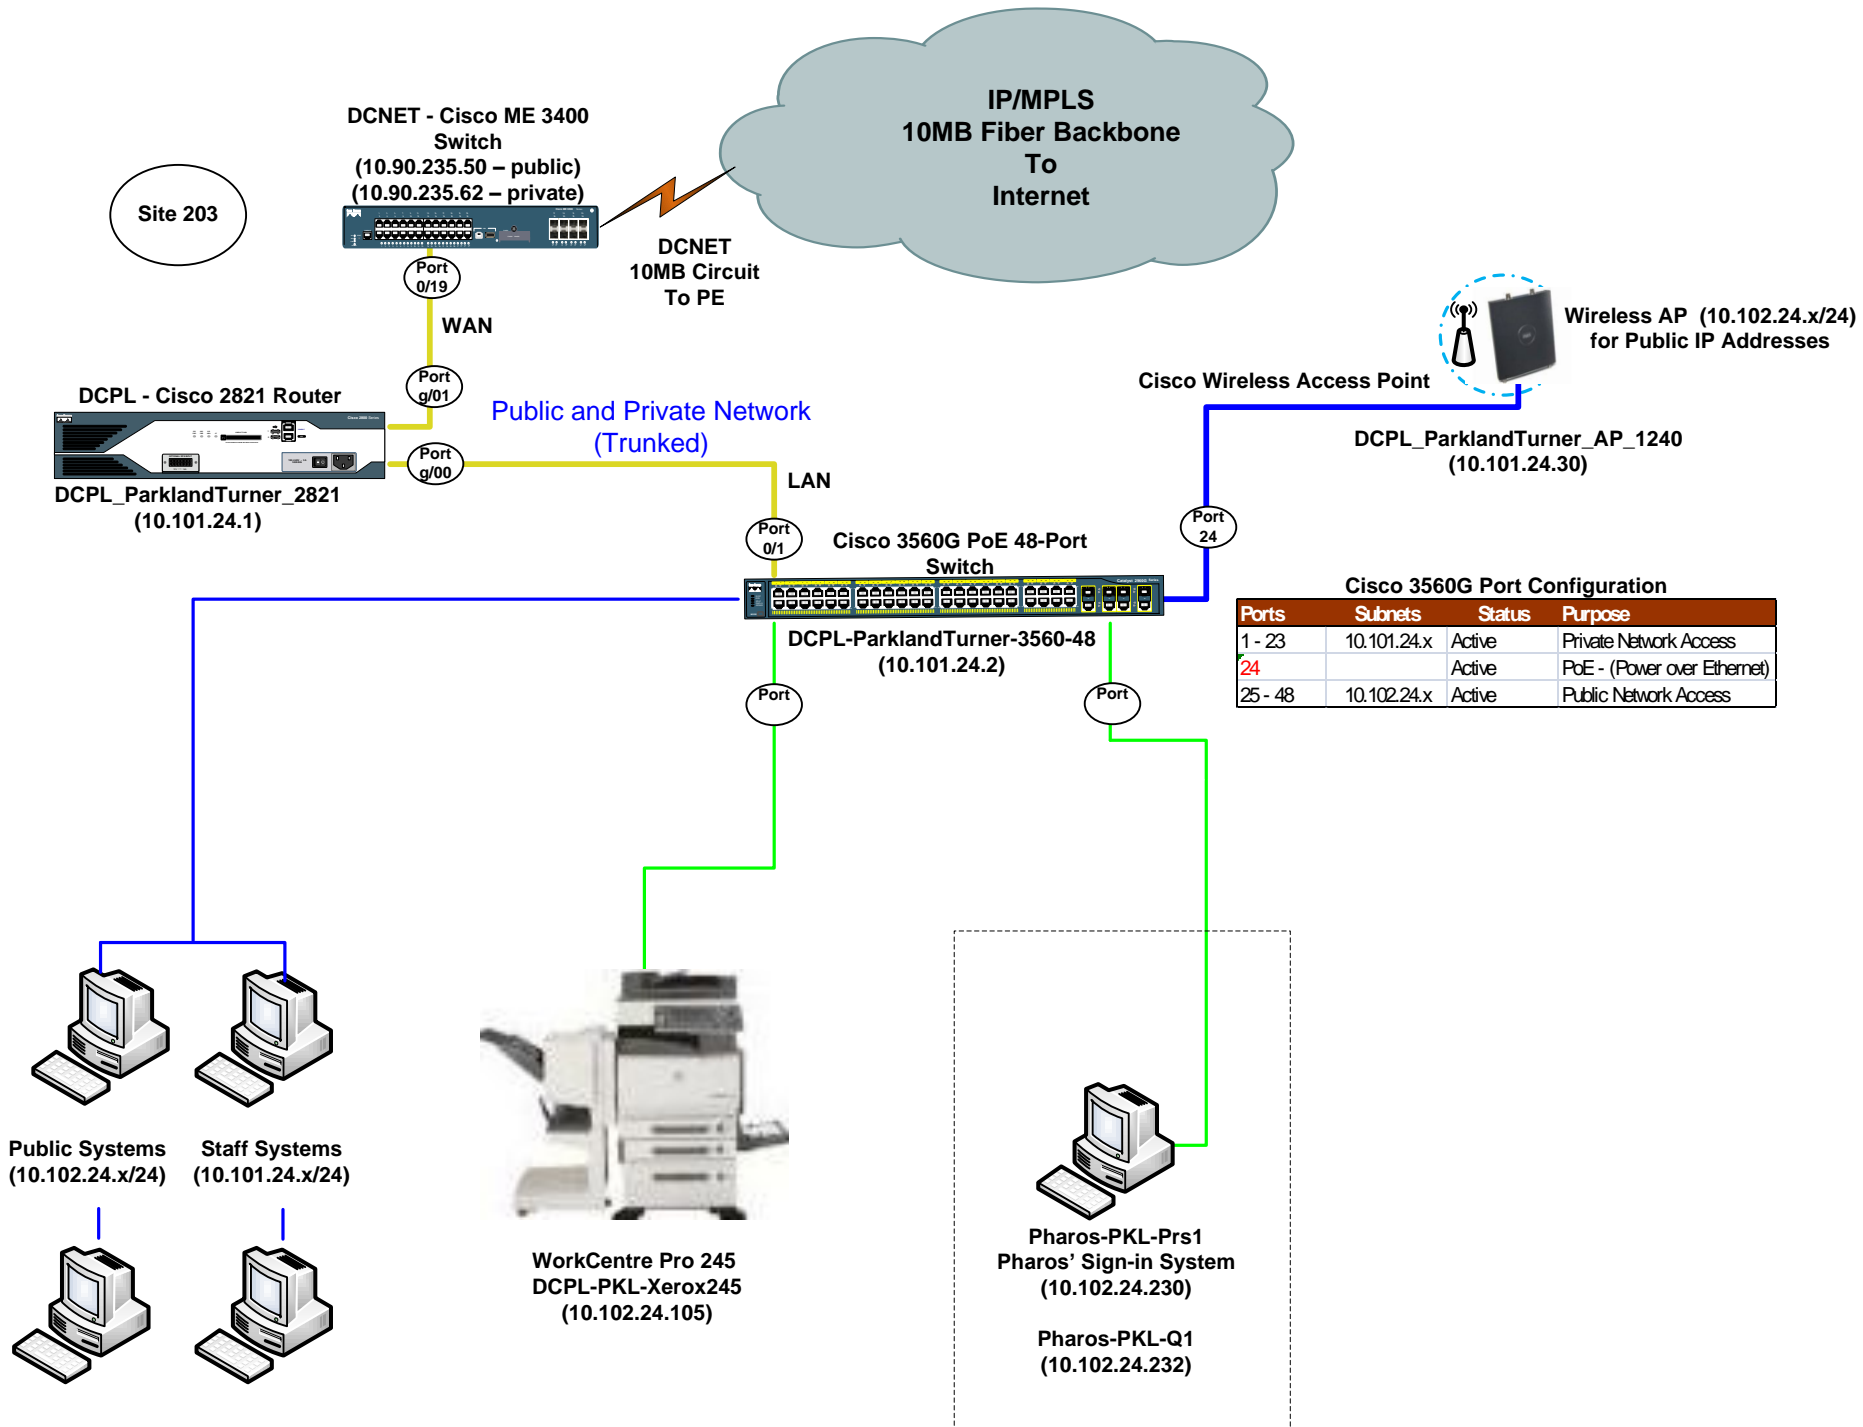 IP/MPLS
10MB Fiber Backbone
To
Internet
DCNET - Cisco ME 3400
Switch
(10.90.235.50 – public)
(10.90.235.62 – private)
Site 203
DCNET
10MB Circuit
To PE
Port
0/19
WAN
Port
g/01
DCPL - Cisco 2821 Router
Public and Private Network
(Trunked)
Port
g/00
LAN
DCPL_ParklandTurner_2821
(10.101.24.1)
Wireless AP (10.102.24.x/24)
for Public IP Addresses
Cisco Wireless Access Point
DCPL_ParklandTurner_AP_1240
(10.101.24.30)
Port
24
Port
0/1
Cisco 3560G PoE 48-Port
Switch
DCPL-ParklandTurner-3560-48
(10.101.24.2)
Port
Port
Cisco 3560G Port Configuration
Ports Subnets Status Purpose
1 - 23 10.101.24.x Active Private Network Access
24 Active PoE - (Power over Ethernet)
25 - 48 10.102.24.x Active Public Network Access
Public Systems
(10.102.24.x/24)
Staff Systems
(10.101.24.x/24)
WorkCentre Pro 245
DCPL-PKL-Xerox245
(10.102.24.105)
Pharos-PKL-Prs1
Pharos’ Sign-in System
(10.102.24.230)
Pharos-PKL-Q1
(10.102.24.232)